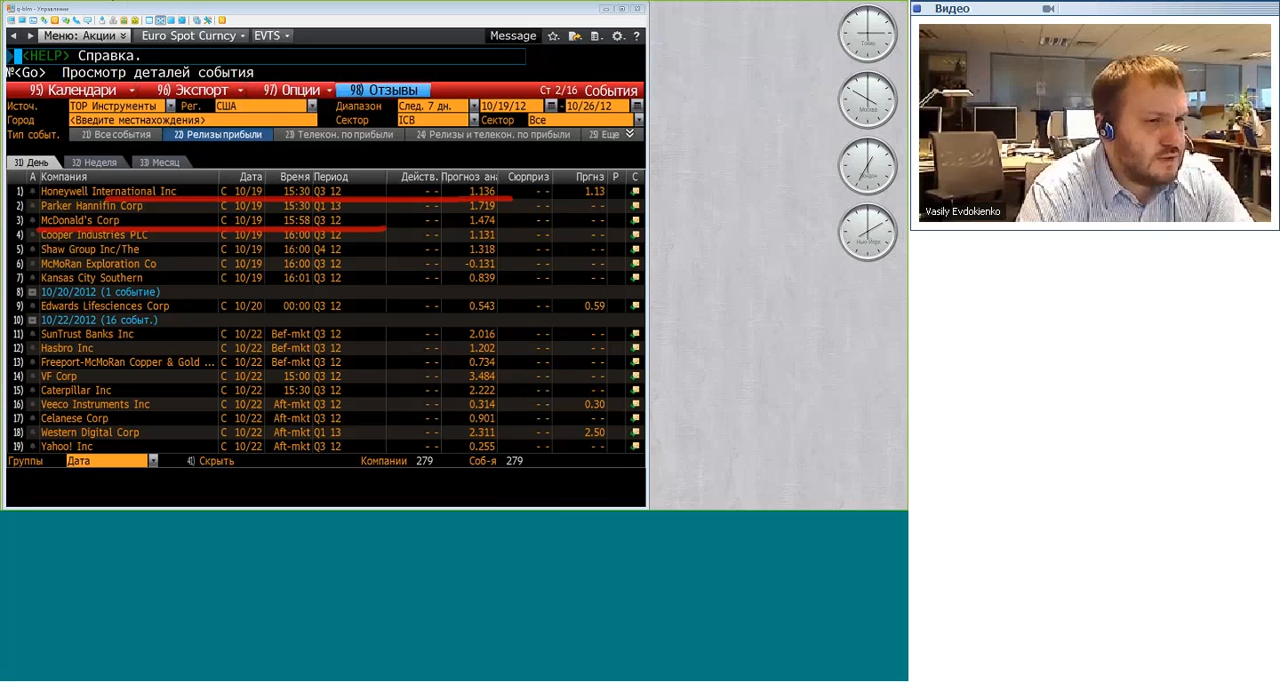 q-blm - Управление
Меню: Акции Euro Spot Curncy EVTS Message ?
<HELP> Справка.
№<Go> Просмотр деталей события
95) Календари 96) Экспорт 97) Опции 98) Отзывы Ст 2/16 События
Источ. TOP Инструменты Рег. США Диапазон След. 7 дн. 10/19/12 - 10/26/12
Город <Введите местнахождения> Сектор ICB Сектор Все
Тип событ. 21) Все события 22) Релизы прибыли 23) Телекон. по прибыли 24) Релизы и телекон. по прибыли 25) Еще
31) День 32) Неделя 33) Месяц
А Компания Дата Время Период Действ. Прогноз ана Сюрприз Пргнз Р С
1) Honeywell International Inc C 10/19 15:30 Q3 12 -- 1.136 -- 1.13
2) Parker Hannifin Corp C 10/19 15:30 Q1 13 -- 1.719 -- --
3) McDonald's Corp C 10/19 15:58 Q3 12 -- 1.474 -- --
4) Cooper Industries PLC C 10/19 16:00 Q3 12 -- 1.131 -- --
5) Shaw Group Inc/The C 10/19 16:00 Q4 12 -- 1.318 -- --
6) McMoRan Exploration Co C 10/19 16:00 Q3 12 -- -0.131 -- --
7) Kansas City Southern C 10/19 16:01 Q3 12 -- 0.839 -- --
8) 10/20/2012 (1 событие)
9) Edwards Lifesciences Corp C 10/20 00:00 Q3 12 -- 0.543 -- 0.59
10) 10/22/2012 (16 событ.)
11) SunTrust Banks Inc C 10/22 Bef-mkt Q3 12 -- 2.016 -- --
12) Hasbro Inc C 10/22 Bef-mkt Q3 12 -- 1.202 -- --
13) Freeport-McMoRan Copper & Gold ... C 10/22 Bef-mkt Q3 12 -- 0.734 -- --
14) VF Corp C 10/22 15:00 Q3 12 -- 3.484 -- --
15) Caterpillar Inc C 10/22 15:30 Q3 12 -- 2.222 -- --
16) Veeco Instruments Inc C 10/22 Aft-mkt Q3 12 -- 0.314 -- 0.30
17) Celanese Corp C 10/22 Aft-mkt Q3 12 -- 0.901 -- --
18) Western Digital Corp C 10/22 Aft-mkt Q1 13 -- 2.311 -- 2.50
19) Yahoo! Inc C 10/22 Aft-mkt Q3 12 -- 0.255 -- --
Группы Дата 41) Скрыть Компании 279 Соб-я 279
Токио
Москва
Лондон
Нью-Йорк
Видео
Vasily Evdokienko